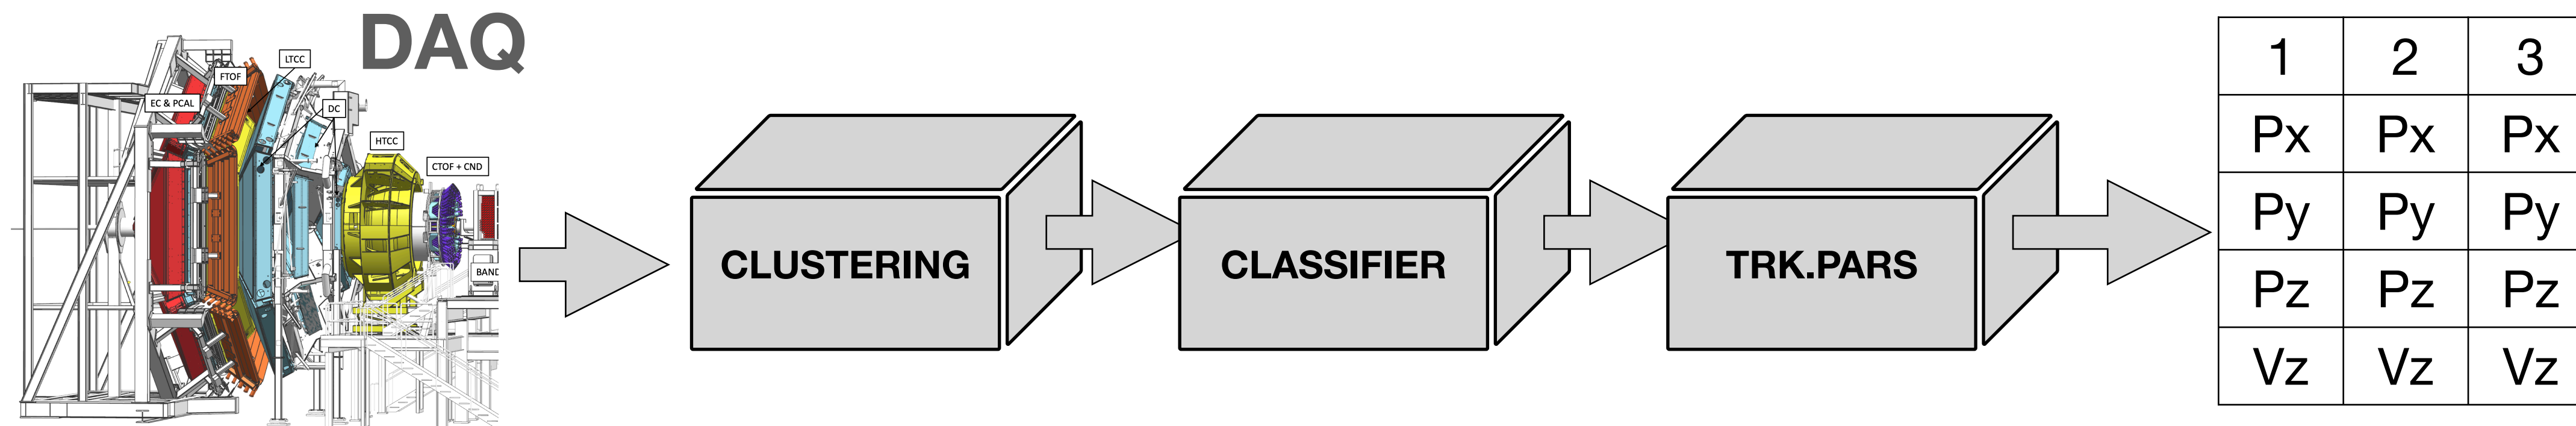 DAQ
LTCC
FTOF
EC & PCAL
DC
HTCC
CTOF + CND
BAND
CLUSTERING
CLASSIFIER
TRK.PARS
1 2 3
Px Px Px
Py Py Py
Pz Pz Pz
Vz Vz Vz